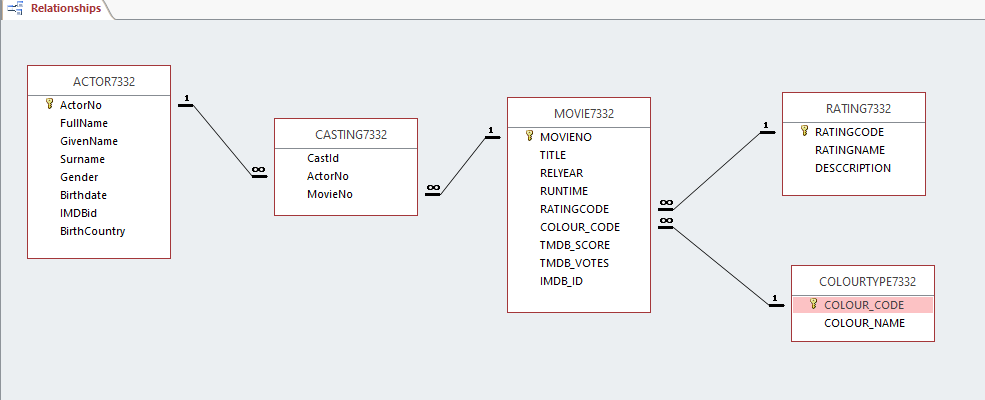 Relationships
ACTOR7332
ActorNo
FullName
GivenName
Surname
Gender
Birthdate
IMDBid
BirthCountry
1
∞
CASTING7332
CastId
ActorNo
MovieNo
1
∞
MOVIE7332
MOVIENO
TITLE
RELYEAR
RUNTIME
RATINGCODE
COLOUR_CODE
TMDB_SCORE
TMDB_VOTES
IMDB_ID
1
∞
∞
1
RATING7332
RATINGCODE
RATINGNAME
DESCCRIPTION
COLOURTYPE7332
COLOUR_CODE
COLOUR_NAME